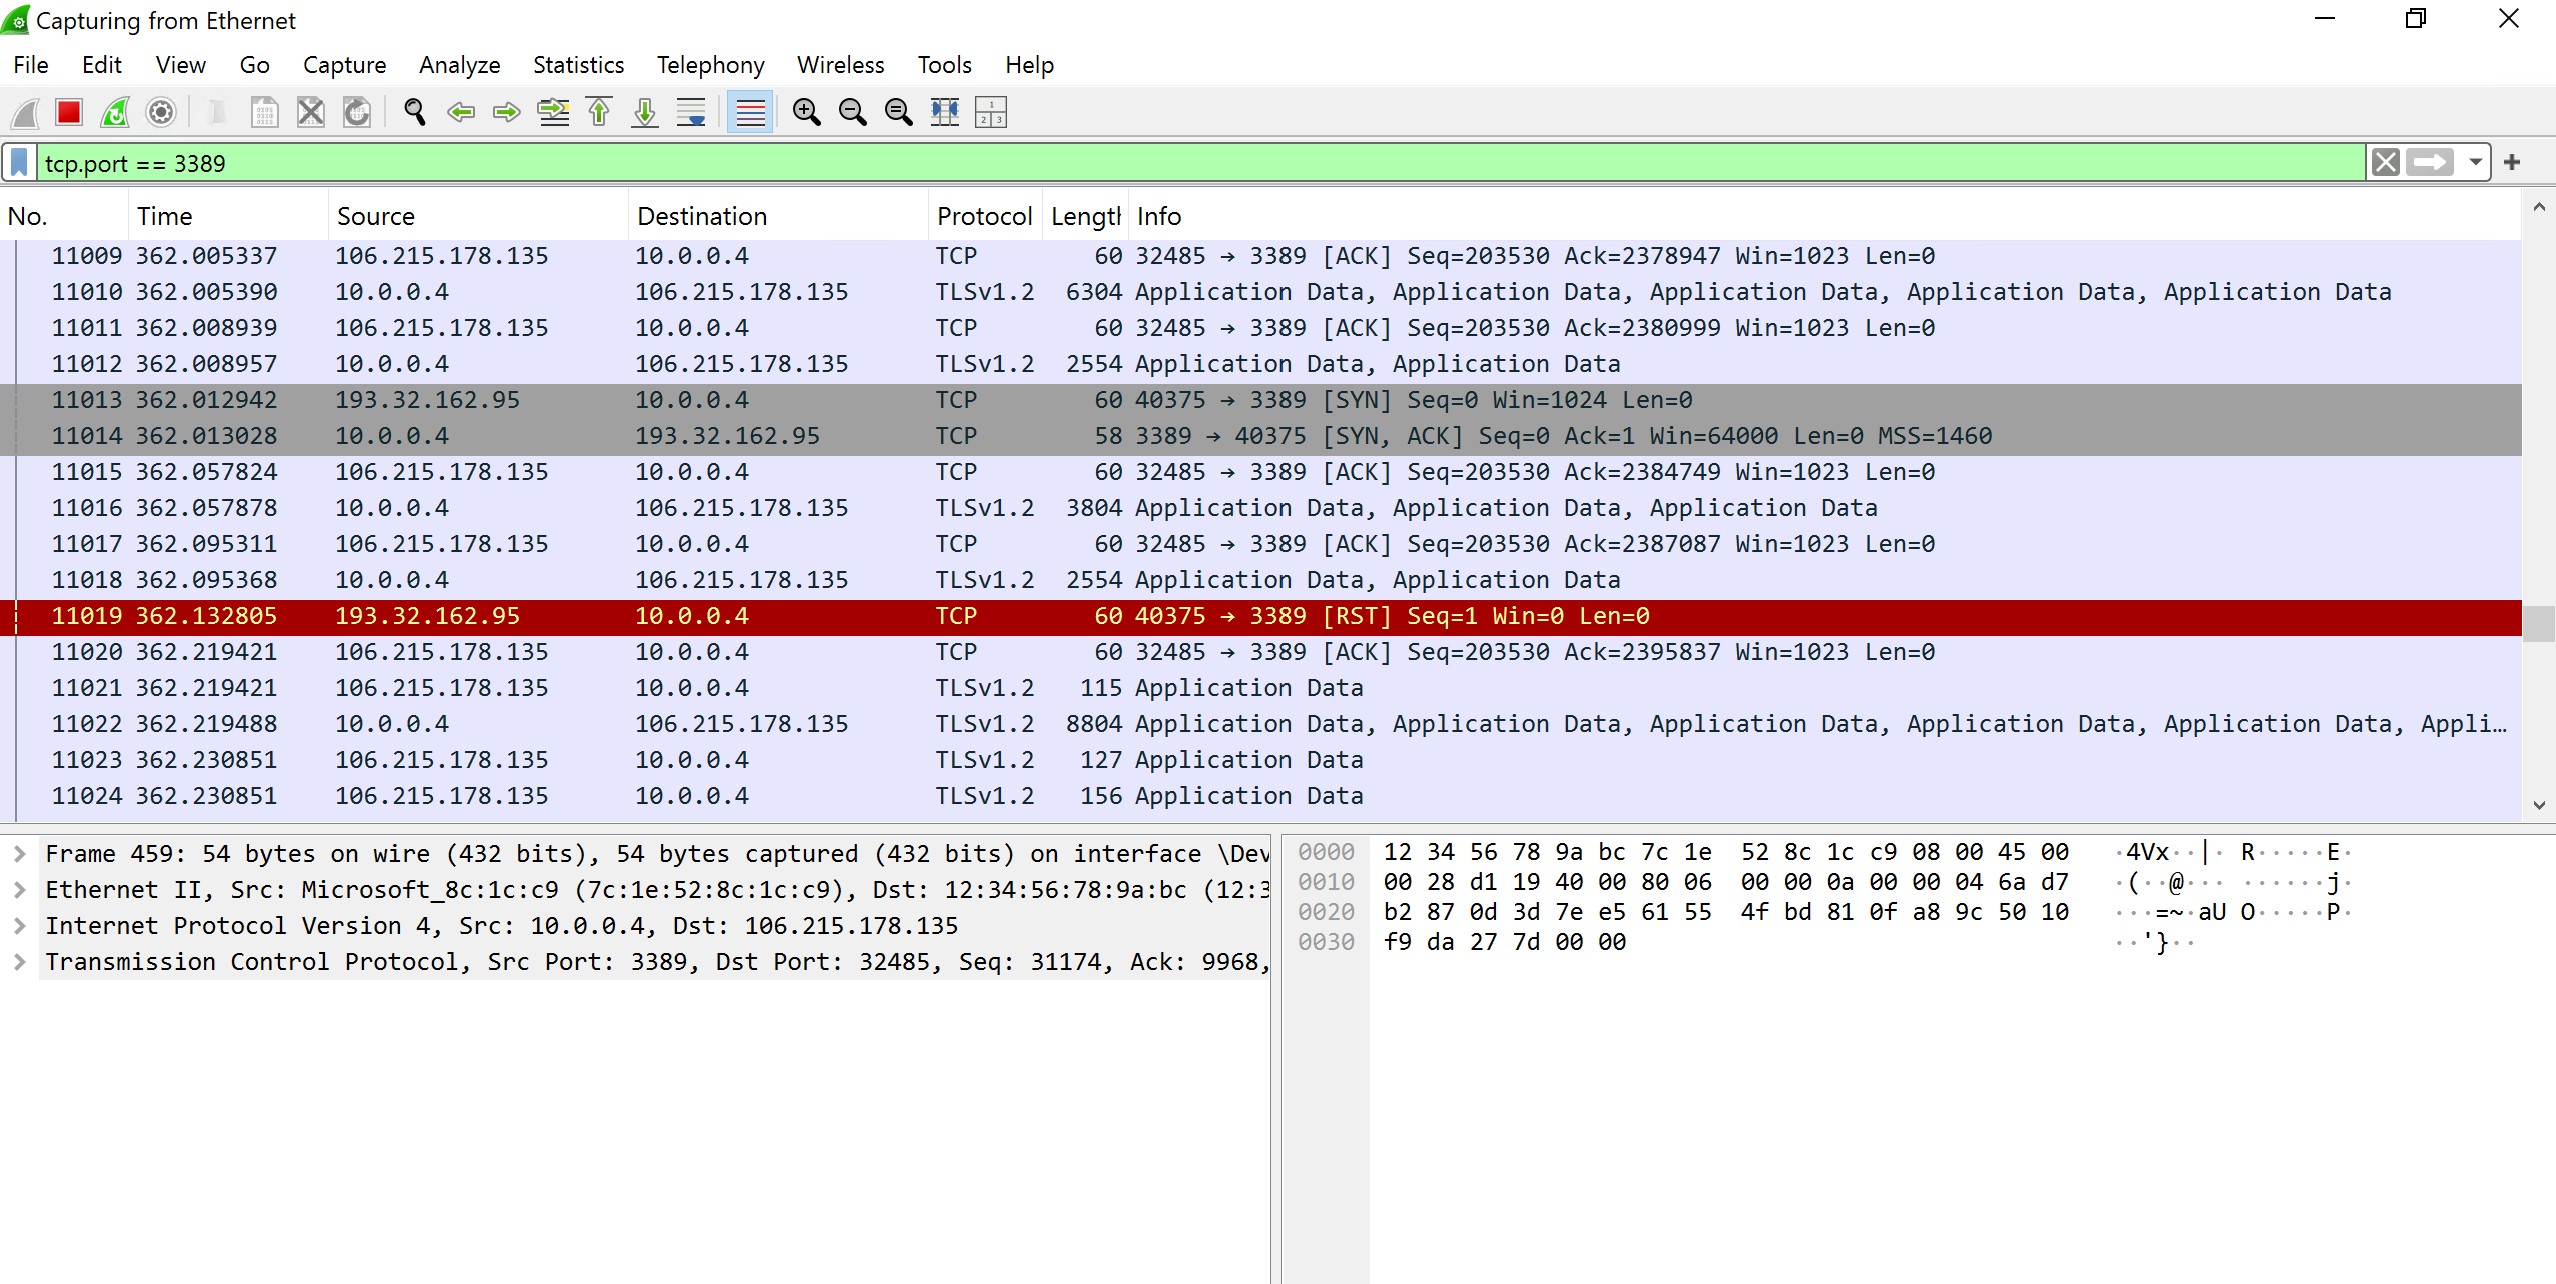 Capturing from Ethernet
File Edit View Go Capture Analyze Statistics Telephony Wireless Tools Help
tcp.port == 3389
No. Time Source Destination Protocol Length Info
11009 362.005337 106.215.178.135 10.0.0.4 TCP 60 32485 → 3389 [ACK] Seq=203530 Ack=2378947 Win=1023 Len=0
11010 362.005390 10.0.0.4 106.215.178.135 TLSv1.2 6304 Application Data, Application Data, Application Data, Application Data, Application Data
11011 362.008939 106.215.178.135 10.0.0.4 TCP 60 32485 → 3389 [ACK] Seq=203530 Ack=2380999 Win=1023 Len=0
11012 362.008957 10.0.0.4 106.215.178.135 TLSv1.2 2554 Application Data, Application Data
11013 362.012942 193.32.162.95 10.0.0.4 TCP 60 40375 → 3389 [SYN] Seq=0 Win=1024 Len=0
11014 362.013028 10.0.0.4 193.32.162.95 TCP 58 3389 → 40375 [SYN, ACK] Seq=0 Ack=1 Win=64000 Len=0 MSS=1460
11015 362.057824 106.215.178.135 10.0.0.4 TCP 60 32485 → 3389 [ACK] Seq=203530 Ack=2384749 Win=1023 Len=0
11016 362.057878 10.0.0.4 106.215.178.135 TLSv1.2 3804 Application Data, Application Data, Application Data
11017 362.095311 106.215.178.135 10.0.0.4 TCP 60 32485 → 3389 [ACK] Seq=203530 Ack=2387087 Win=1023 Len=0
11018 362.095368 10.0.0.4 106.215.178.135 TLSv1.2 2554 Application Data, Application Data
11019 362.132805 193.32.162.95 10.0.0.4 TCP 60 40375 → 3389 [RST] Seq=1 Win=0 Len=0
11020 362.219421 106.215.178.135 10.0.0.4 TCP 60 32485 → 3389 [ACK] Seq=203530 Ack=2395837 Win=1023 Len=0
11021 362.219421 106.215.178.135 10.0.0.4 TLSv1.2 115 Application Data
11022 362.219488 10.0.0.4 106.215.178.135 TLSv1.2 8804 Application Data, Application Data, Application Data, Application Data, Application Data, Appli…
11023 362.230851 106.215.178.135 10.0.0.4 TLSv1.2 127 Application Data
11024 362.230851 106.215.178.135 10.0.0.4 TLSv1.2 156 Application Data
Frame 459: 54 bytes on wire (432 bits), 54 bytes captured (432 bits) on interface \Dev
Ethernet II, Src: Microsoft_8c:1c:c9 (7c:1e:52:8c:1c:c9), Dst: 12:34:56:78:9a:bc (12:3
Internet Protocol Version 4, Src: 10.0.0.4, Dst: 106.215.178.135
Transmission Control Protocol, Src Port: 3389, Dst Port: 32485, Seq: 31174, Ack: 9968,
0000 12 34 56 78 9a bc 7c 1e 52 8c 1c c9 08 00 45 00 ·4Vx··|· R·····E·
0010 00 28 d1 19 40 00 80 06 00 00 0a 00 00 04 6a d7 ·(··@··· ······j·
0020 b2 87 0d 3d 7e e5 61 55 4f bd 81 0f a8 9c 50 10 ···=~·aU O·····P·
0030 f9 da 27 7d 00 00 ··'}··